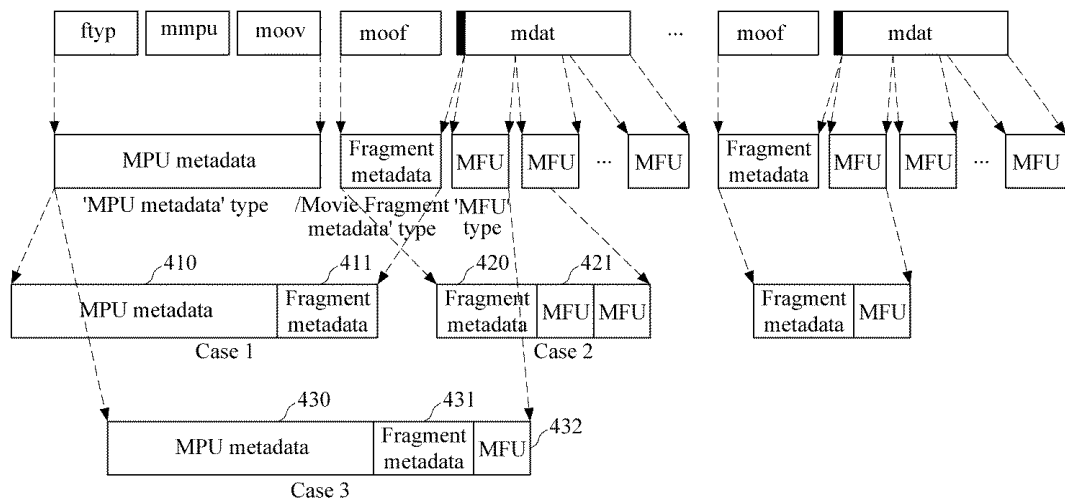 ftyp mmpu moov moof mdat ... moof mdat
MPU metadata Fragment metadata MFU MFU ... MFU Fragment metadata MFU MFU ... MFU
'MPU metadata' type /Movie Fragment metadata' type 'MFU' type
410 411 420 421
MPU metadata Fragment metadata Fragment metadata MFU MFU Fragment metadata MFU
Case 1 Case 2
430 431 432
MPU metadata Fragment metadata MFU
Case 3